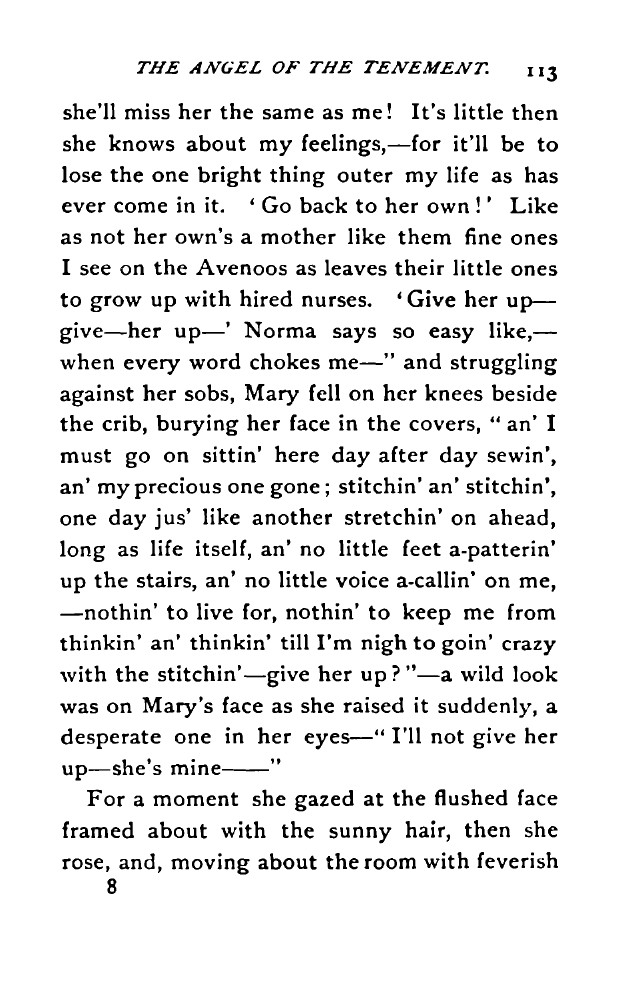 THE ANGEL OF THE TENEMENT. 113
she'll miss her the same as me! It's little then
she knows about my feelings,—for it'll be to
lose the one bright thing outer my life as has
ever come in it. ‘Go back to her own!’ Like
as not her own's a mother like them fine ones
I see on the Avenoos as leaves their little ones
to grow up with hired nurses. ‘Give her up—
give—her up—’ Norma says so easy like,—
when every word chokes me—” and struggling
against her sobs, Mary fell on her knees beside
the crib, burying her face in the covers, “an' I
must go on sittin' here day after day sewin',
an' my precious one gone; stitchin' an' stitchin',
one day jus' like another stretchin' on ahead,
long as life itself, an' no little feet a-patterin'
up the stairs, an' no little voice a-callin' on me,
—nothin' to live for, nothin' to keep me from
thinkin' an' thinkin' till I'm nigh to goin' crazy
with the stitchin'—give her up?”—a wild look
was on Mary's face as she raised it suddenly, a
desperate one in her eyes—“I'll not give her
up—she's mine——”
For a moment she gazed at the flushed face
framed about with the sunny hair, then she
rose, and, moving about the room with feverish
8